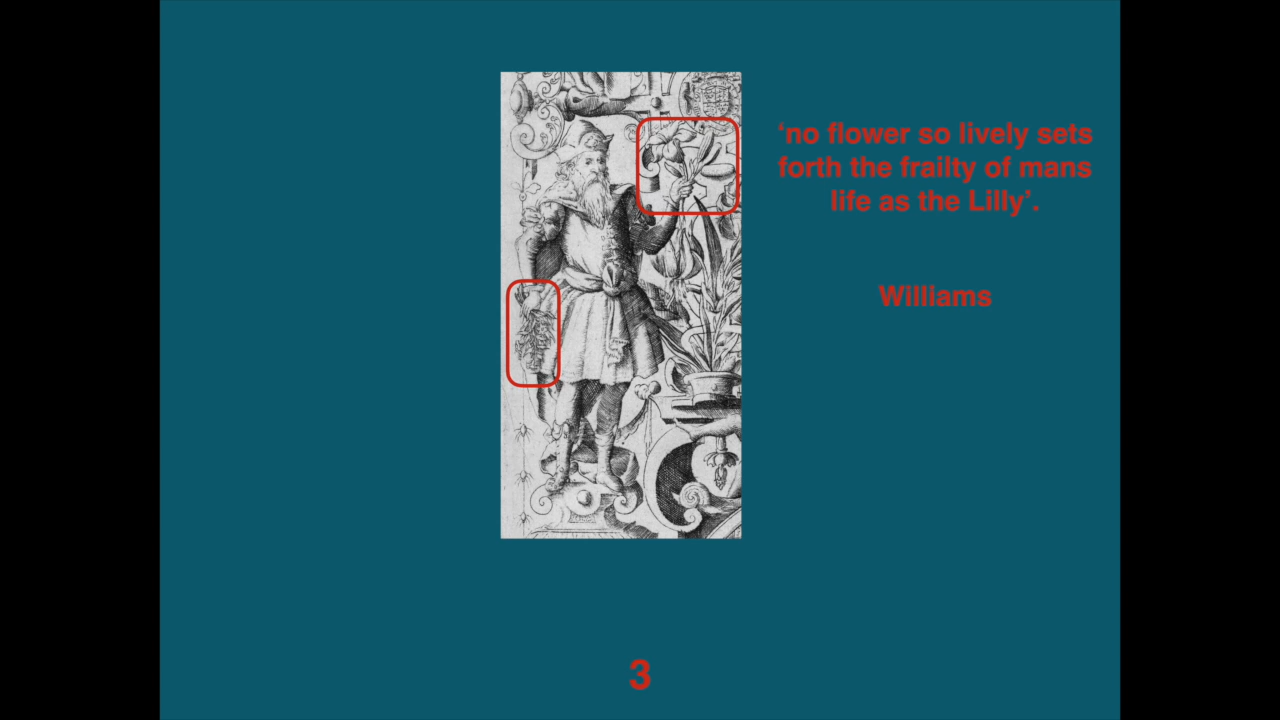 ‘no flower so lively sets
forth the frailty of mans
life as the Lilly’.
Williams
3